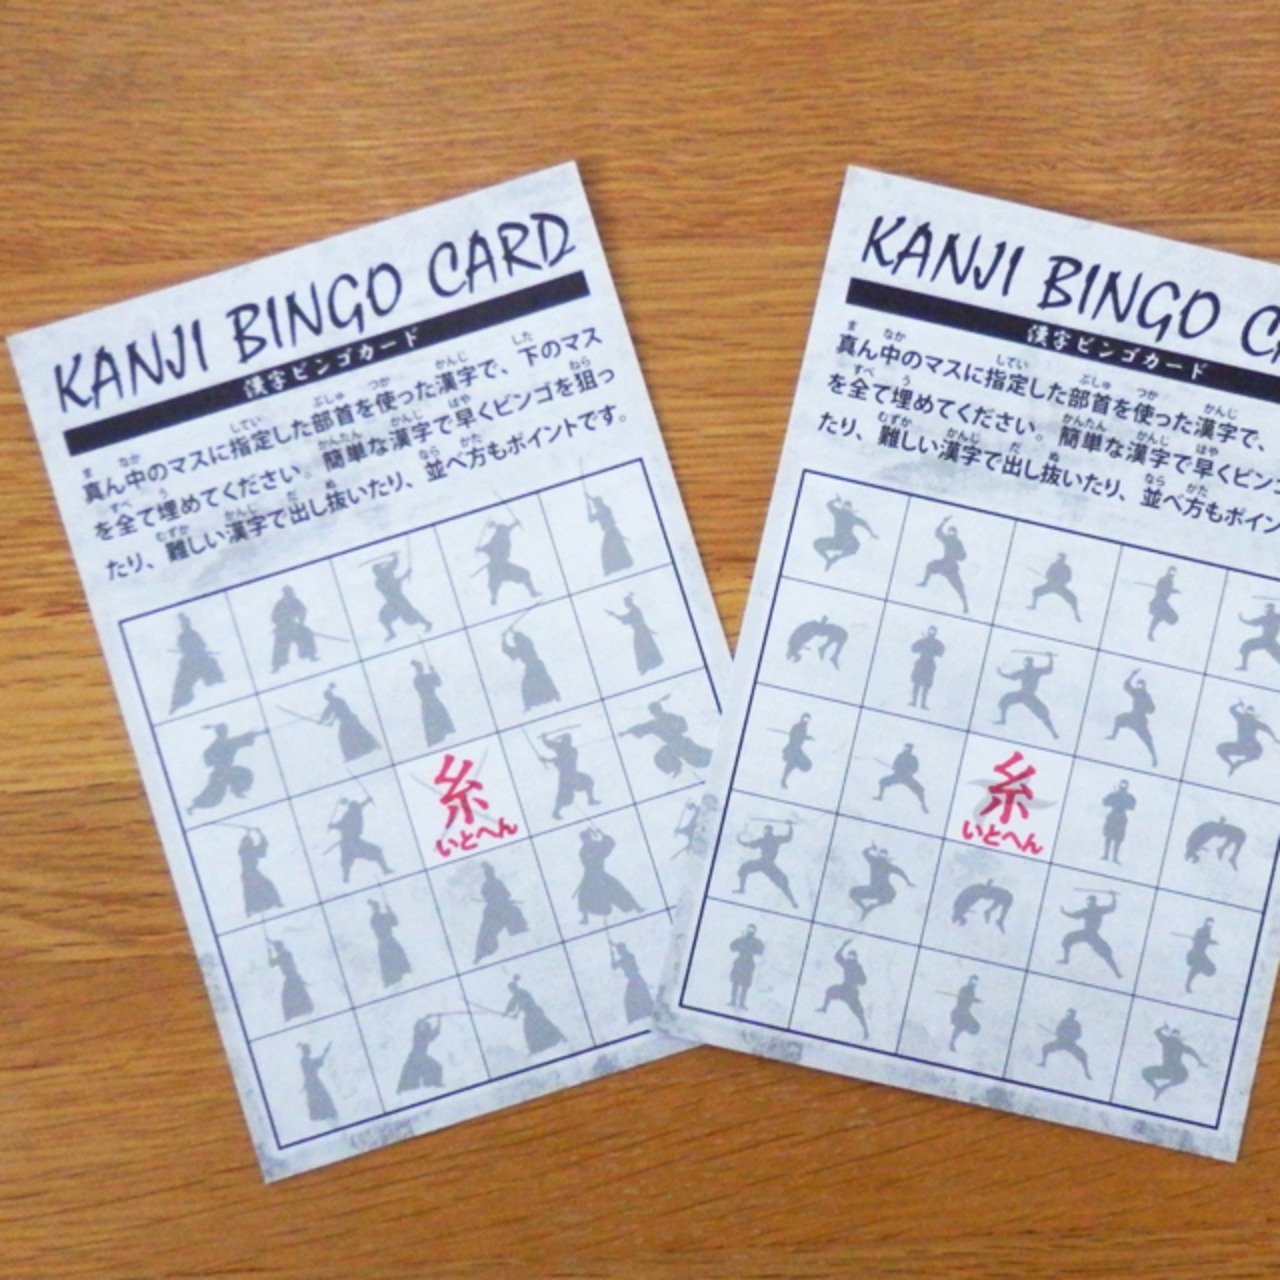 KANJI BINGO CARD
漢字ビンゴカード
真ん中のマスに指定した部首を使った漢字で、下のマス
を全て埋めてください。簡単な漢字で早くビンゴを狙っ
たり、難しい漢字で出し抜いたり、並べ方もポイントです。
糸
いとへん
KANJI BINGO CA
漢字ビンゴカード
真ん中のマスに指定した部首を使った漢字で、
を全て埋めてください。簡単な漢字で早くビン
たり、難しい漢字で出し抜いたり、並べ方もポイン
糸
いとへん